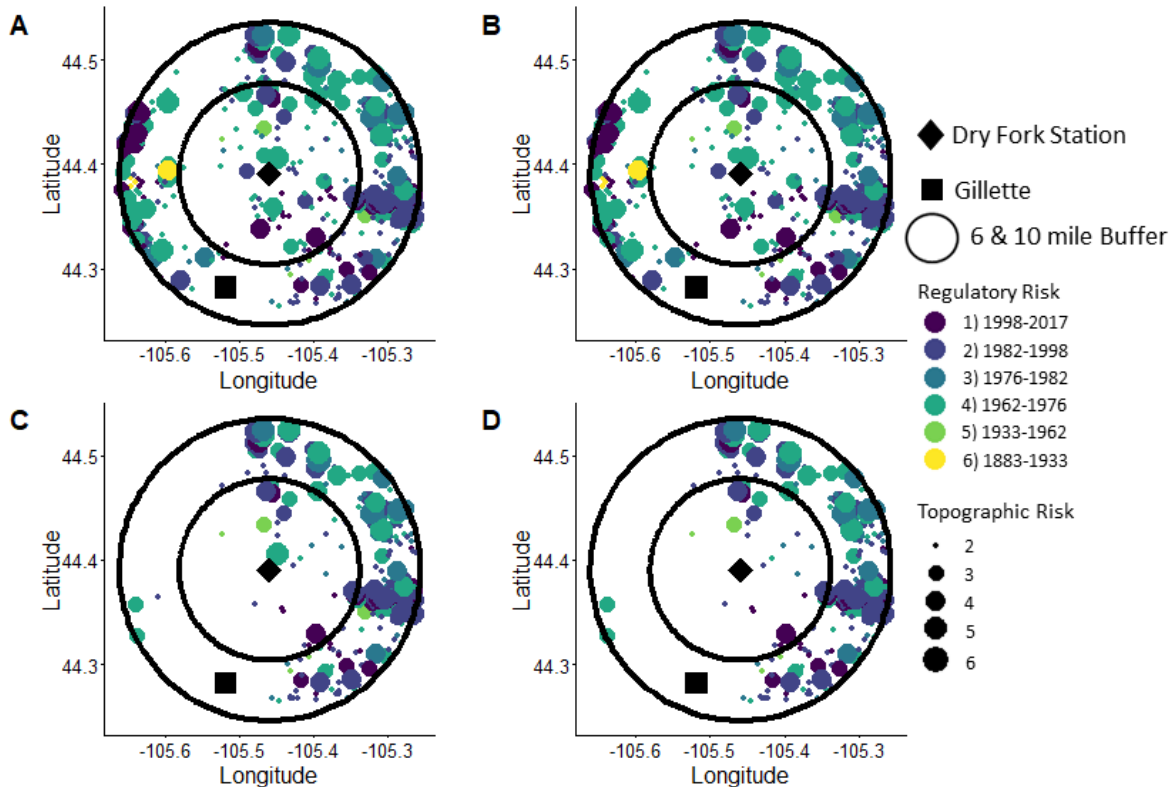 A
B
44.5
44.4
44.3
Latitude
-105.6
-105.5
-105.4
-105.3
Longitude
44.5
44.4
44.3
Latitude
-105.6
-105.5
-105.4
-105.3
Longitude
C
D
44.5
44.4
44.3
Latitude
-105.6
-105.5
-105.4
-105.3
Longitude
44.5
44.4
44.3
Latitude
-105.6
-105.5
-105.4
-105.3
Longitude
Dry Fork Station
Gillette
6 & 10 mile Buffer
Regulatory Risk
1) 1998-2017
2) 1982-1998
3) 1976-1982
4) 1962-1976
5) 1933-1962
6) 1883-1933
Topographic Risk
2
3
4
5
6